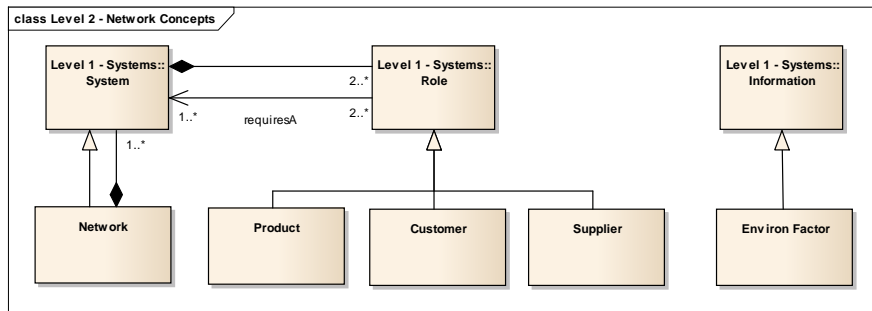 class Level 2 - Network Concepts
Level 1 - Systems::
System
Level 1 - Systems::
Role
Level 1 - Systems::
Information
2..*
1..*
requiresA
2..*
1..*
Network
Product
Customer
Supplier
Environ Factor